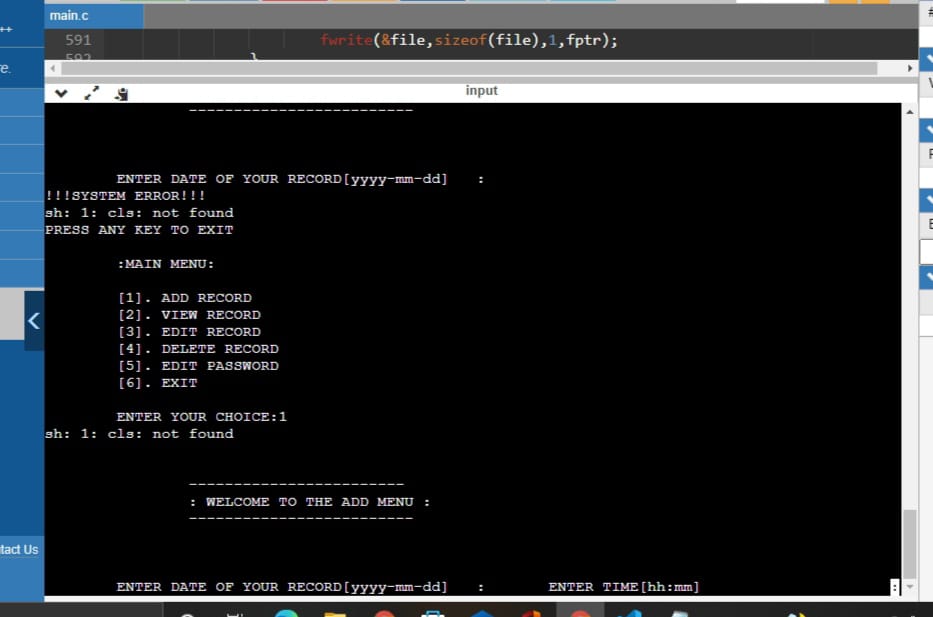 main.c
++
591 fwrite(&file,sizeof(file),1,fptr);
592 }
re.
input
-------------------------
ENTER DATE OF YOUR RECORD[yyyy-mm-dd] :
!!!SYSTEM ERROR!!!
sh: 1: cls: not found
PRESS ANY KEY TO EXIT
:MAIN MENU:
[1]. ADD RECORD
[2]. VIEW RECORD
[3]. EDIT RECORD
[4]. DELETE RECORD
[5]. EDIT PASSWORD
[6]. EXIT
ENTER YOUR CHOICE:1
sh: 1: cls: not found
------------------------
: WELCOME TO THE ADD MENU :
-------------------------
tact Us
ENTER DATE OF YOUR RECORD[yyyy-mm-dd] : ENTER TIME[hh:mm] :